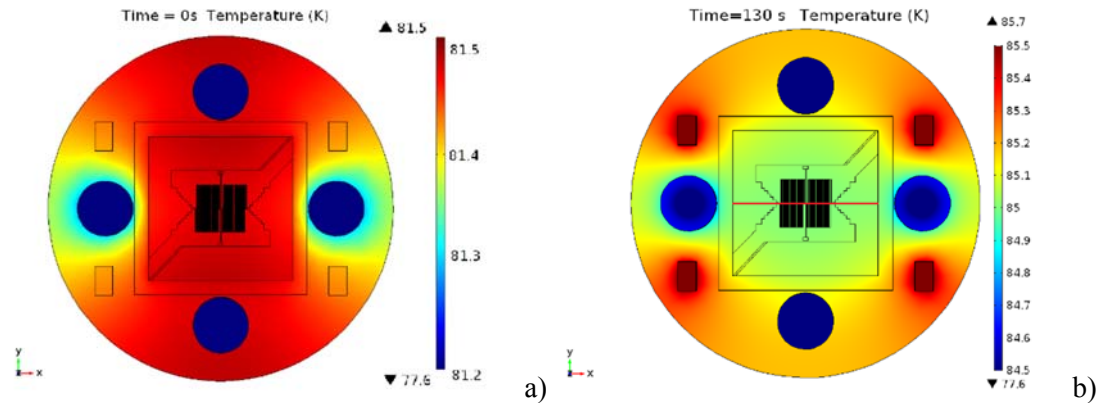 Time = 0s Temperature (K)
▲ 81.5
81.5
81.4
81.3
81.2
▼ 77.6
y
x
a)
Time=130 s Temperature (K)
▲ 85.7
85.5
85.4
85.3
85.2
85.1
85
84.9
84.8
84.7
84.6
84.5
▼ 77.6
y
x
b)